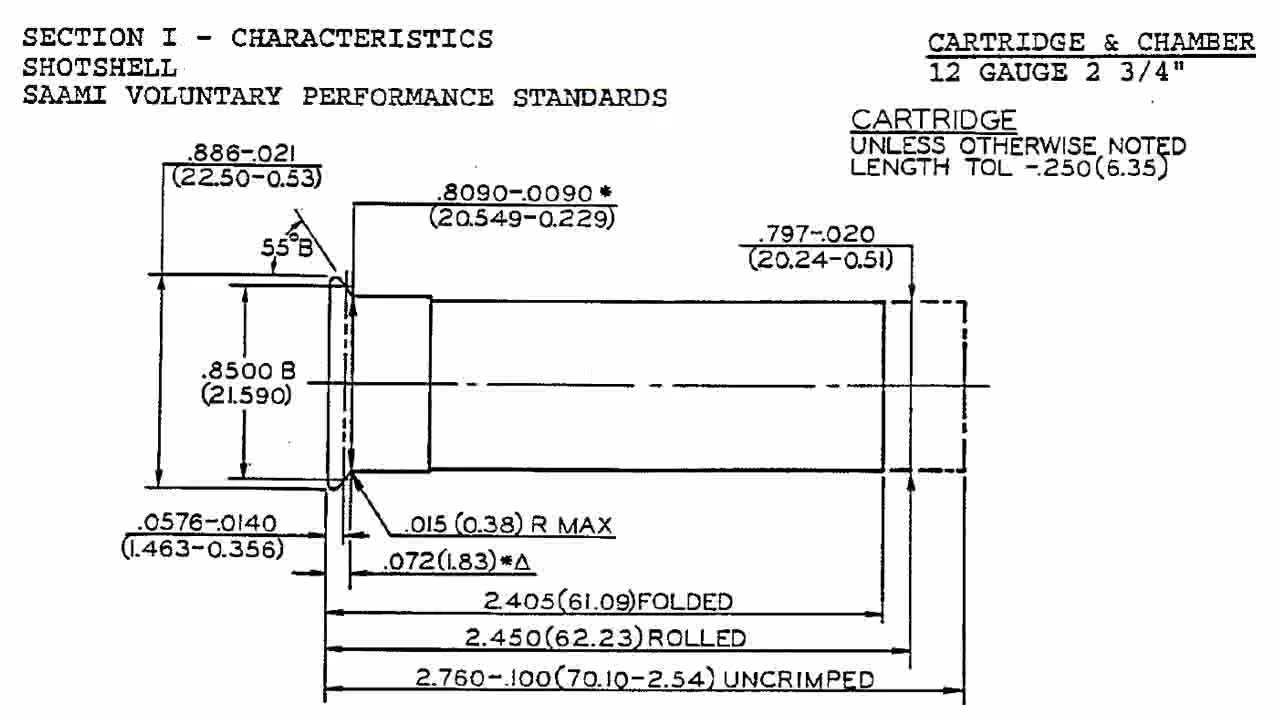 SECTION I - CHARACTERISTICS
SHOTSHELL
SAAMI VOLUNTARY PERFORMANCE STANDARDS
CARTRIDGE & CHAMBER
12 GAUGE 2 3/4"
CARTRIDGE
UNLESS OTHERWISE NOTED
LENGTH TOL -.250(6.35)
.886-.021
(22.50-0.53)
.8090-.0090 *
(20.549-0.229)
.797-.020
(20.24-0.51)
55°B
.8500 B
(21.590)
.0576-.0140
(1.463-0.356)
.015 (0.38) R MAX
.072(1.83)*Δ
2.405(61.09)FOLDED
2.450(62.23)ROLLED
2.760-.100(70.10-2.54) UNCRIMPED